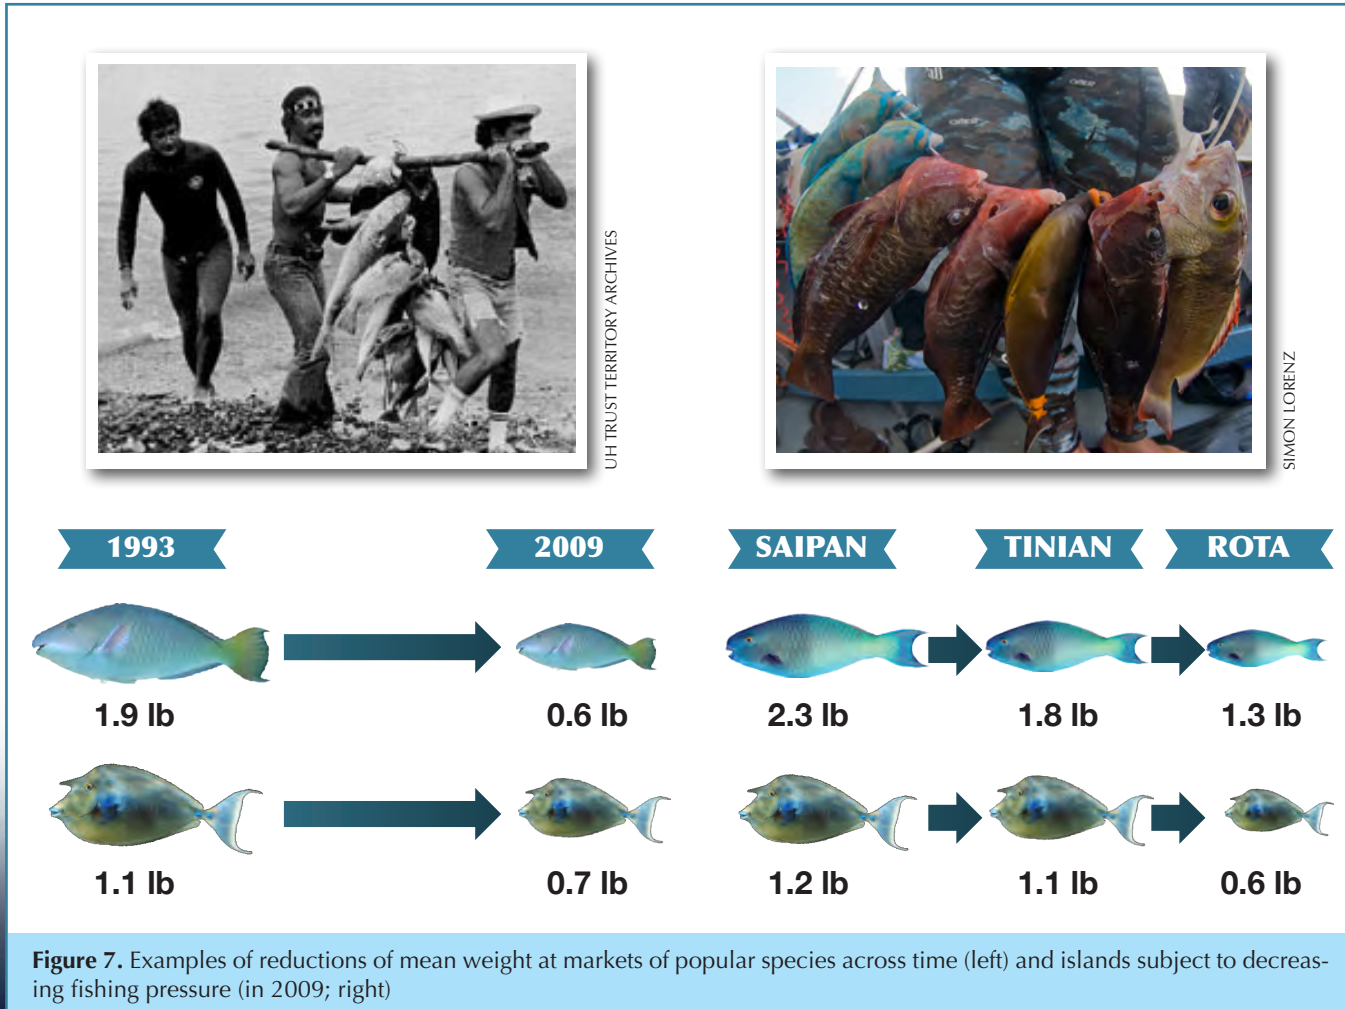 UH TRUST TERRITORY ARCHIVES
OMER
OMER
SIMON LORENZ
1993
2009
SAIPAN
TINIAN
ROTA
1.9 lb
0.6 lb
2.3 lb
1.8 lb
1.3 lb
1.1 lb
0.7 lb
1.2 lb
1.1 lb
0.6 lb
Figure 7. Examples of reductions of mean weight at markets of popular species across time (left) and islands subject to decreas-
ing fishing pressure (in 2009; right)